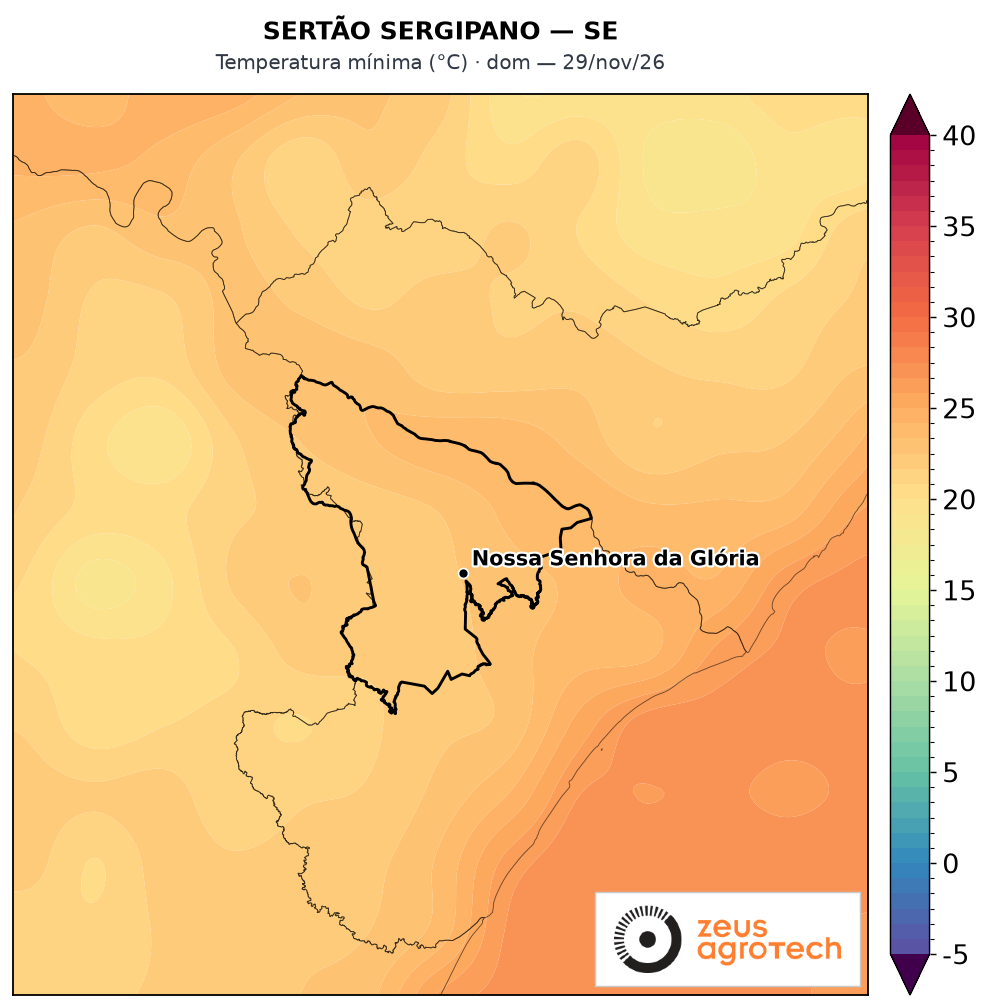 SERTÃO SERGIPANO — SE
Temperatura mínima (°C) · dom — 29/nov/26
40
35
30
25
20
15
10
5
0
-5
Nossa Senhora da Glória
zeus
agrotech